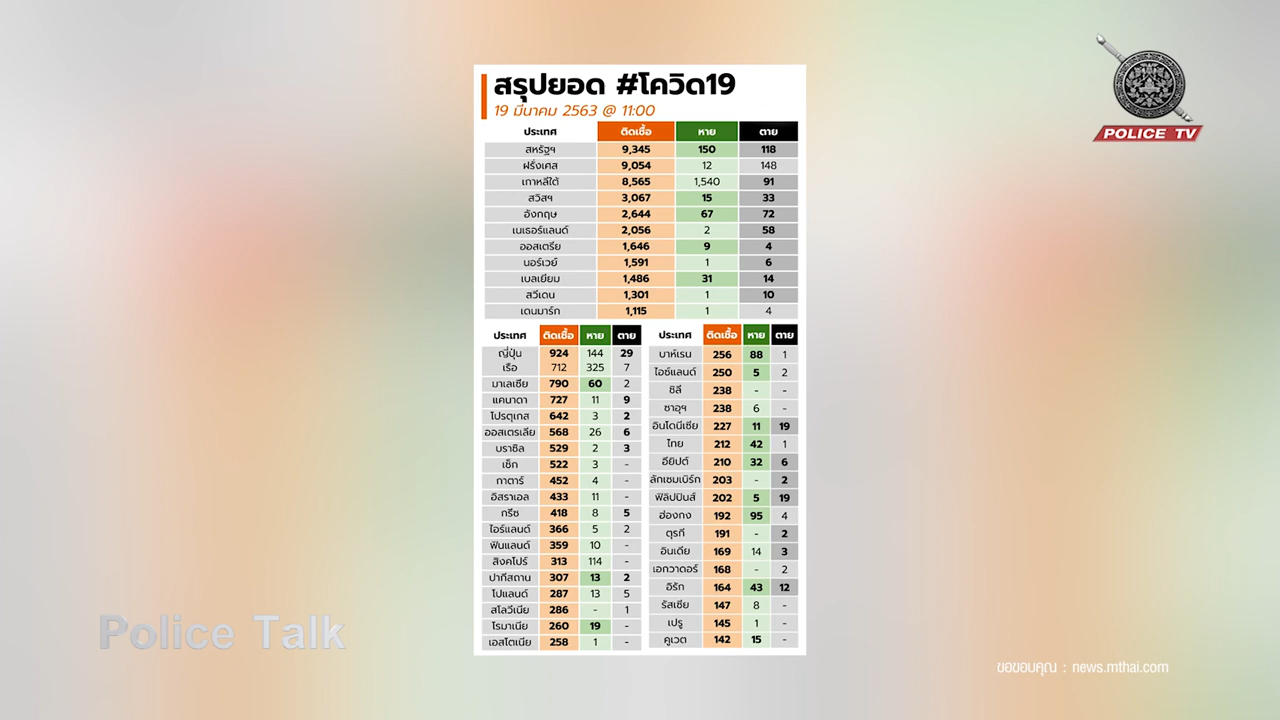 สรุปยอด #โควิด19
19 มีนาคม 2563 @ 11:00
POLICE TV
ประเทศ ติดเชื้อ หาย ตาย
สหรัฐฯ 9,345 150 118
ฝรั่งเศส 9,054 12 148
เกาหลีใต้ 8,565 1,540 91
สวิสฯ 3,067 15 33
อังกฤษ 2,644 67 72
เนเธอร์แลนด์ 2,056 2 58
ออสเตรีย 1,646 9 4
นอร์เวย์ 1,591 1 6
เบลเยียม 1,486 31 14
สวีเดน 1,301 1 10
เดนมาร์ก 1,115 1 4
ประเทศ ติดเชื้อ หาย ตาย
ญี่ปุ่น 924 144 29
เรือ 712 325 7
มาเลเซีย 790 60 2
แคนาดา 727 11 9
โปรตุเกส 642 3 2
ออสเตรเลีย 568 26 6
บราซิล 529 2 3
เช็ก 522 3 -
กาตาร์ 452 4 -
อิสราเอล 433 11 -
กรีซ 418 8 5
ไอร์แลนด์ 366 5 2
ฟินแลนด์ 359 10 -
สิงคโปร์ 313 114 -
ปากีสถาน 307 13 2
โปแลนด์ 287 13 5
สโลวีเนีย 286 - 1
โรมาเนีย 260 19 -
เอสโตเนีย 258 1 -
ประเทศ ติดเชื้อ หาย ตาย
บาห์เรน 256 88 1
ไอซ์แลนด์ 250 5 2
ชิลี 238 - -
ซาอุฯ 238 6 -
อินโดนีเซีย 227 11 19
ไทย 212 42 1
อียิปต์ 210 32 6
ลักเซมเบิร์ก 203 - 2
ฟิลิปปินส์ 202 5 19
ฮ่องกง 192 95 4
ตุรกี 191 - 2
อินเดีย 169 14 3
เอกวาดอร์ 168 - 2
อิรัก 164 43 12
รัสเซีย 147 8 -
เปรู 145 1 -
คูเวต 142 15 -
Police Talk
ขอขอบคุณ : news.mthai.com